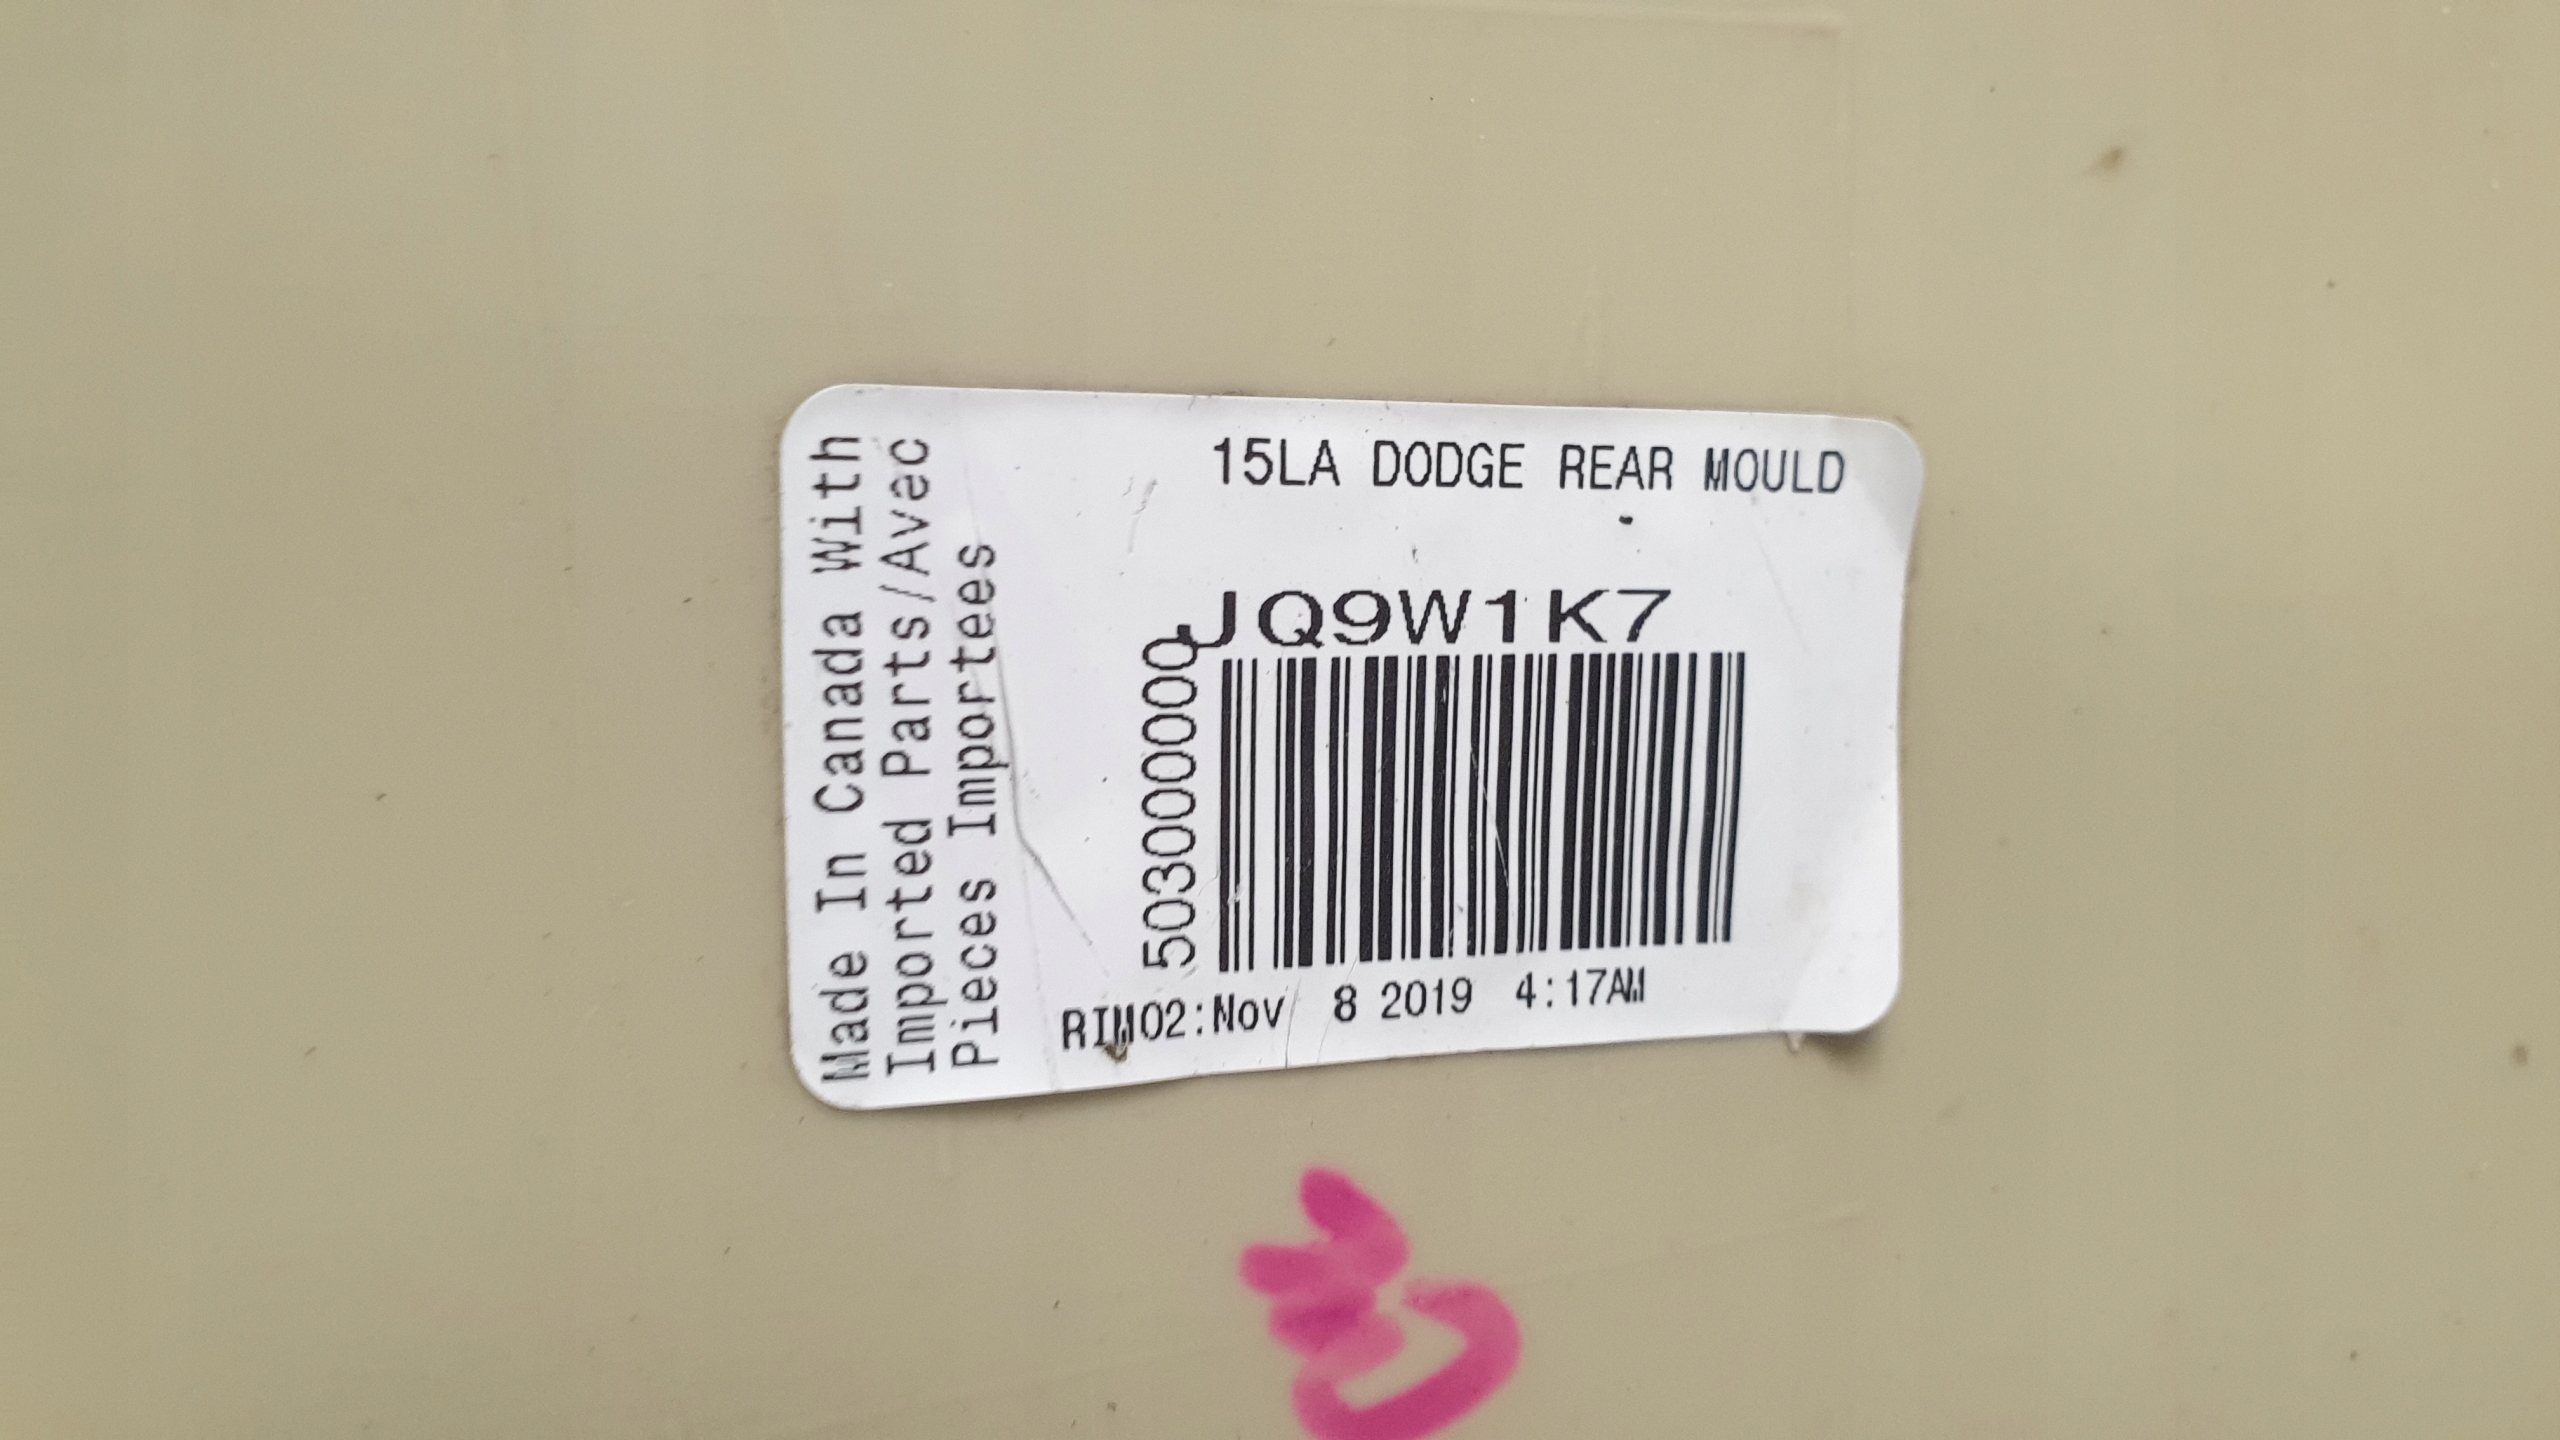 15LA DODGE REAR MOULD
JQ9W1K7
5030000000
RIM02:Nov 8 2019 4:17AM
Made In Canada With
Imported Parts/Avec
Pieces Importees